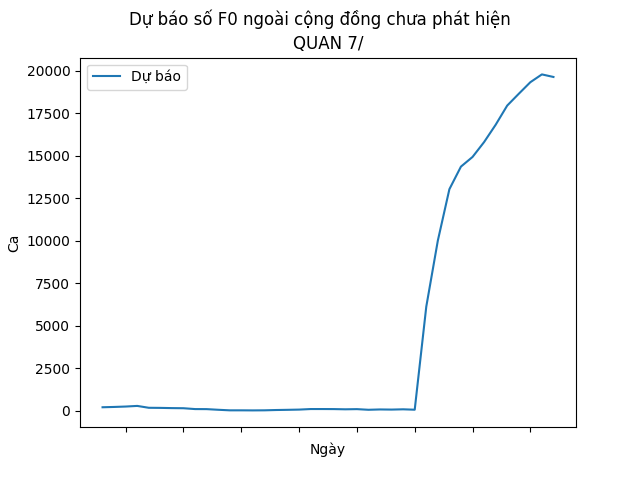 Dự báo số F0 ngoài cộng đồng chưa phát hiện
QUAN 7/
Dự báo
20000
17500
15000
12500
10000
7500
5000
2500
0
Ca
Ngày